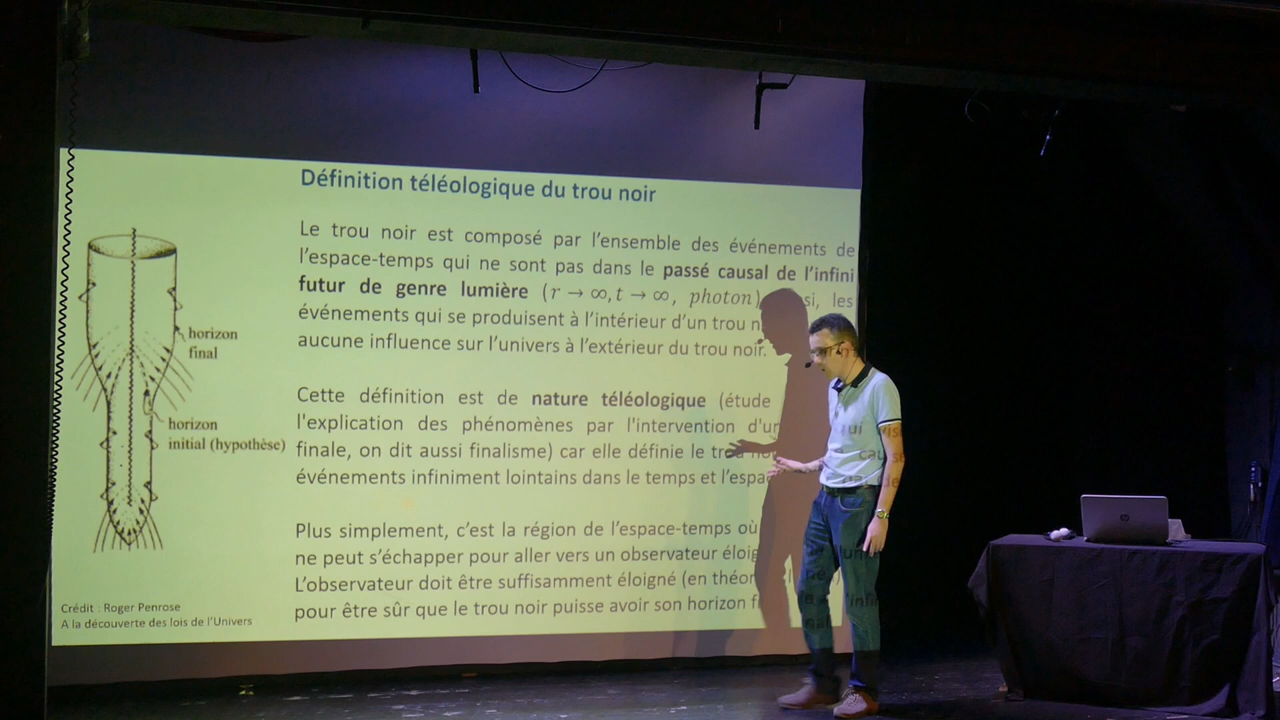 Définition téléologique du trou noir
Le trou noir est composé par l'ensemble des événements de
l'espace-temps qui ne sont pas dans le passé causal de l'infini
futur de genre lumière (r → ∞, t → ∞, photon) si, les
événements qui se produisent à l'intérieur d'un trou
aucune influence sur l'univers à l'extérieur du trou noir.
Cette définition est de nature téléologique (étude
l'explication des phénomènes par l'intervention
finale, on dit aussi finalisme) car elle définie le
événements infiniment lointains dans le temps et
Plus simplement, c'est la région de l'espace-temps où
ne peut s'échapper pour aller vers un observateur
L'observateur doit être suffisamment éloigné (en
pour être sûr que le trou noir puisse avoir son horizon
horizon
final
horizon
initial (hypothèse)
Crédit : Roger Penrose
A la découverte des lois de l'Univers
hp